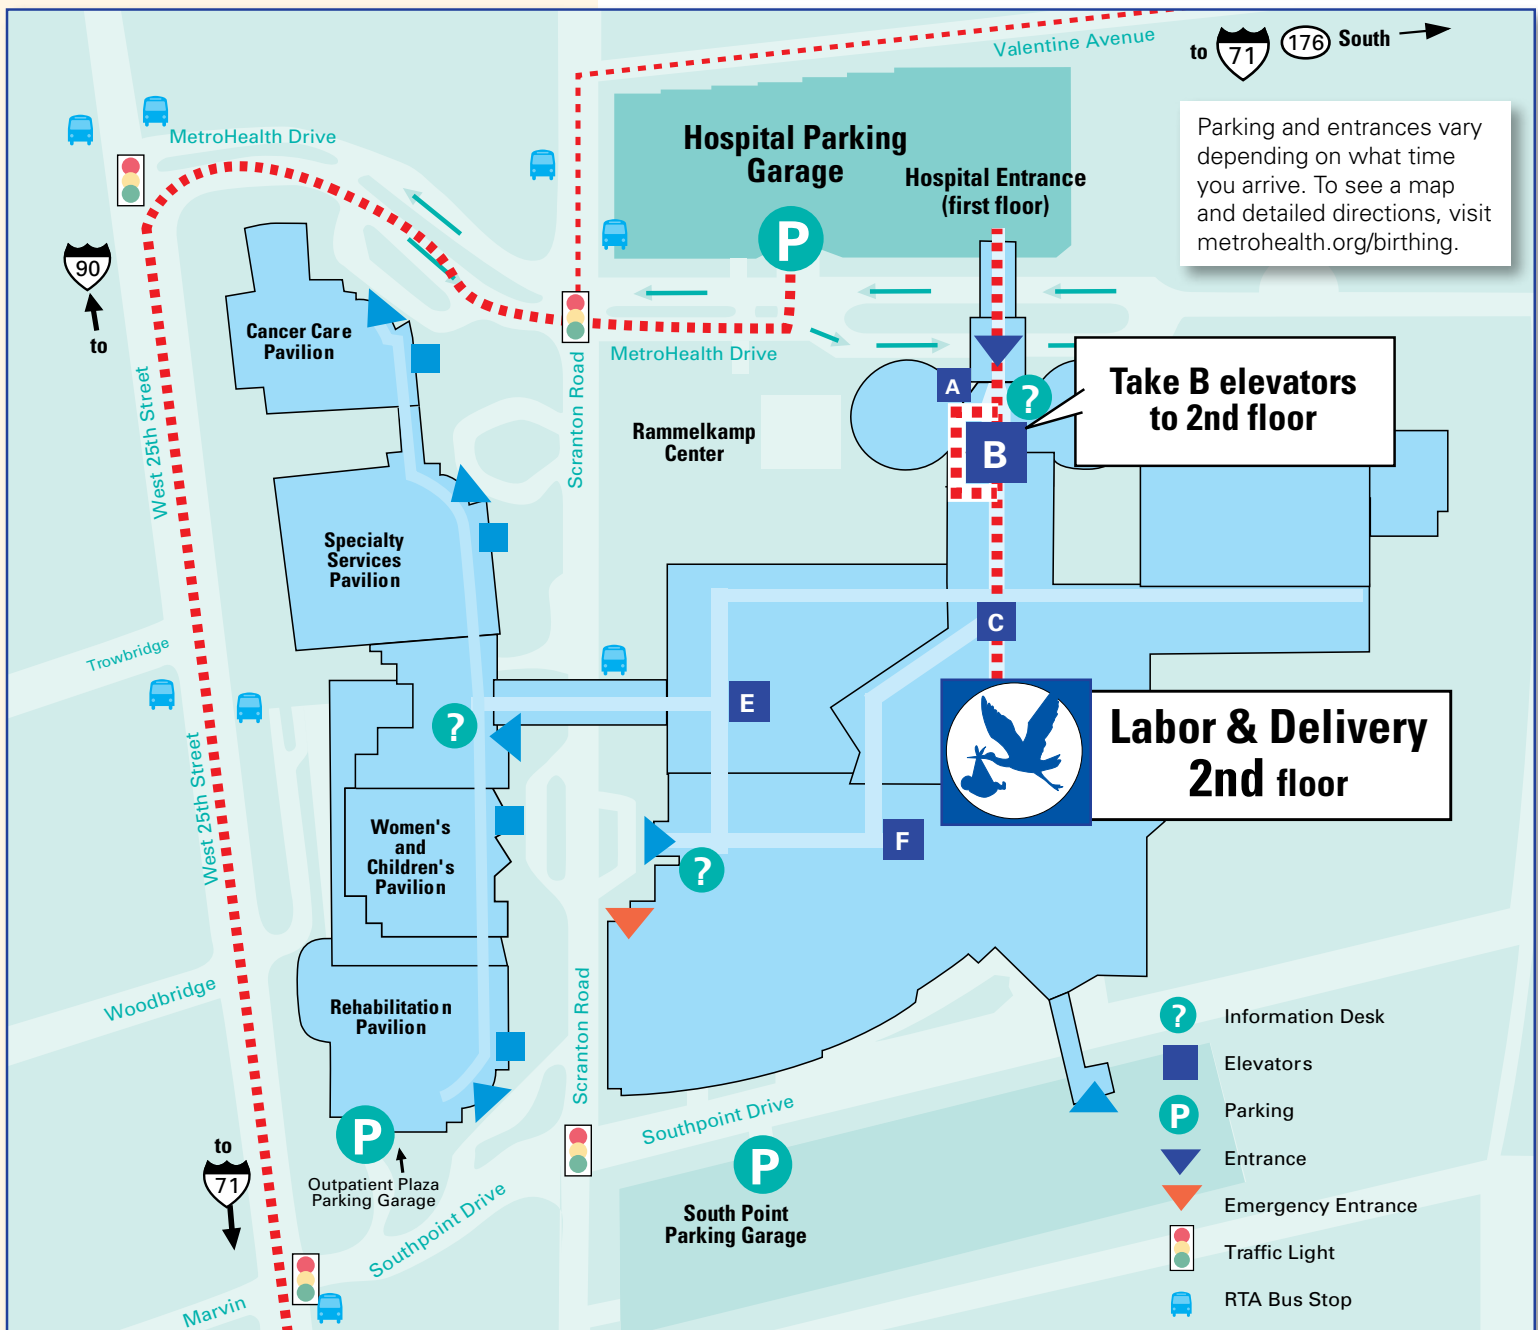 Valentine Avenue
to
71
176
South
Parking and entrances vary
depending on what time
you arrive. To see a map
and detailed directions, visit
metrohealth.org/birthing.
MetroHealth Drive
Hospital Parking
Garage
P
Hospital Entrance
(first floor)
90
to
Cancer Care
Pavilion
MetroHealth Drive
West 25th Street
Scranton Road
Rammelkamp
Center
A
?
B
Take B elevators
to 2nd floor
Specialty
Services
Pavilion
C
Trowbridge
?
E
Labor & Delivery
2nd floor
West 25th Street
Women's
and
Children's
Pavilion
F
?
Woodbridge
Rehabilitation
Pavilion
Scranton Road
P
Outpatient Plaza
Parking Garage
to
71
Southpoint Drive
P
South Point
Parking Garage
Southpoint Drive
Marvin
? Information Desk
Elevators
P Parking
Entrance
Emergency Entrance
Traffic Light
RTA Bus Stop